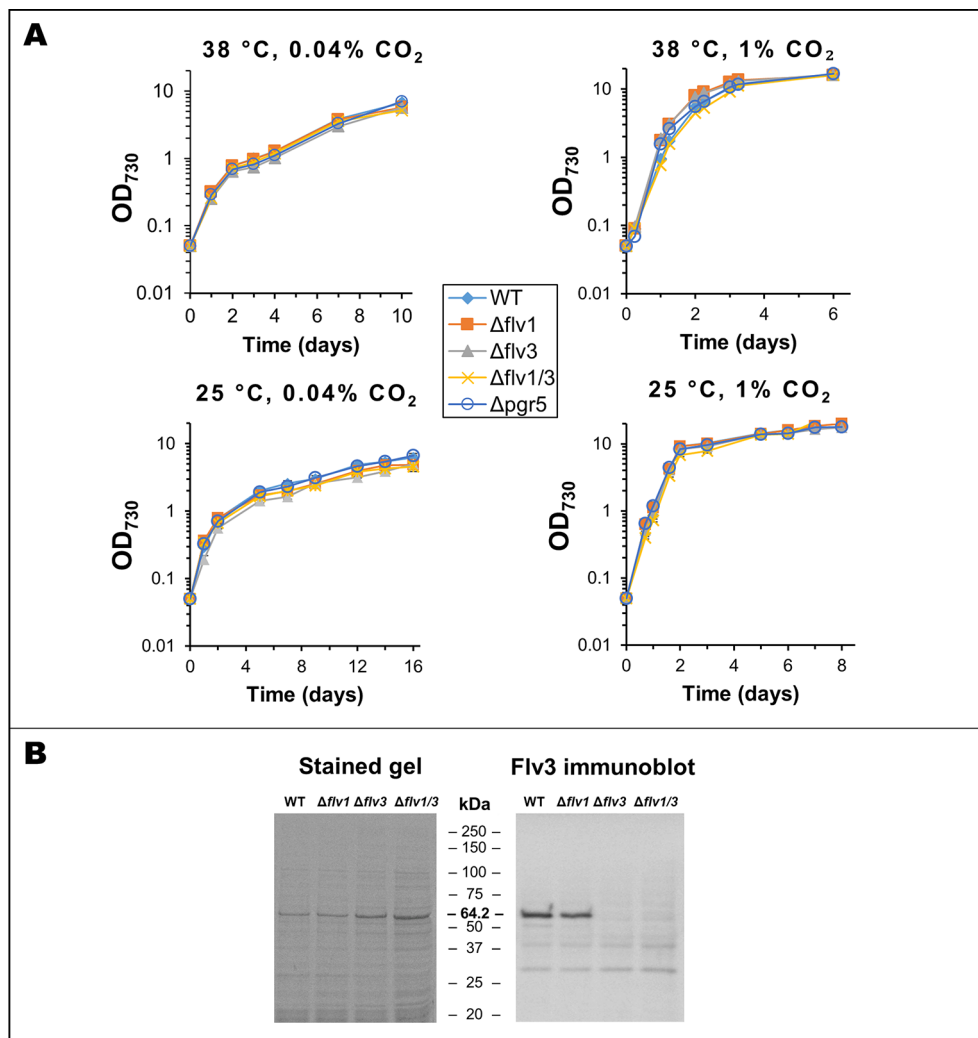 A
38 °C, 0.04% CO2
38 °C, 1% CO2
OD730
10
1
0.1
0.01
0 2 4 6 8 10
Time (days)
OD730
10
1
0.1
0.01
0 2 4 6
Time (days)
WT
Δflv1
Δflv3
Δflv1/3
Δpgr5
25 °C, 0.04% CO2
25 °C, 1% CO2
OD730
10
1
0.1
0.01
0 4 8 12 16
Time (days)
OD730
10
1
0.1
0.01
0 2 4 6 8
Time (days)
B
Stained gel
Flv3 immunoblot
WT Δflv1 Δflv3 Δflv1/3
kDa
WT Δflv1 Δflv3 Δflv1/3
– 250 –
– 150 –
– 100 –
– 75 –
– 64.2 –
– 50 –
– 37 –
– 25 –
– 20 –